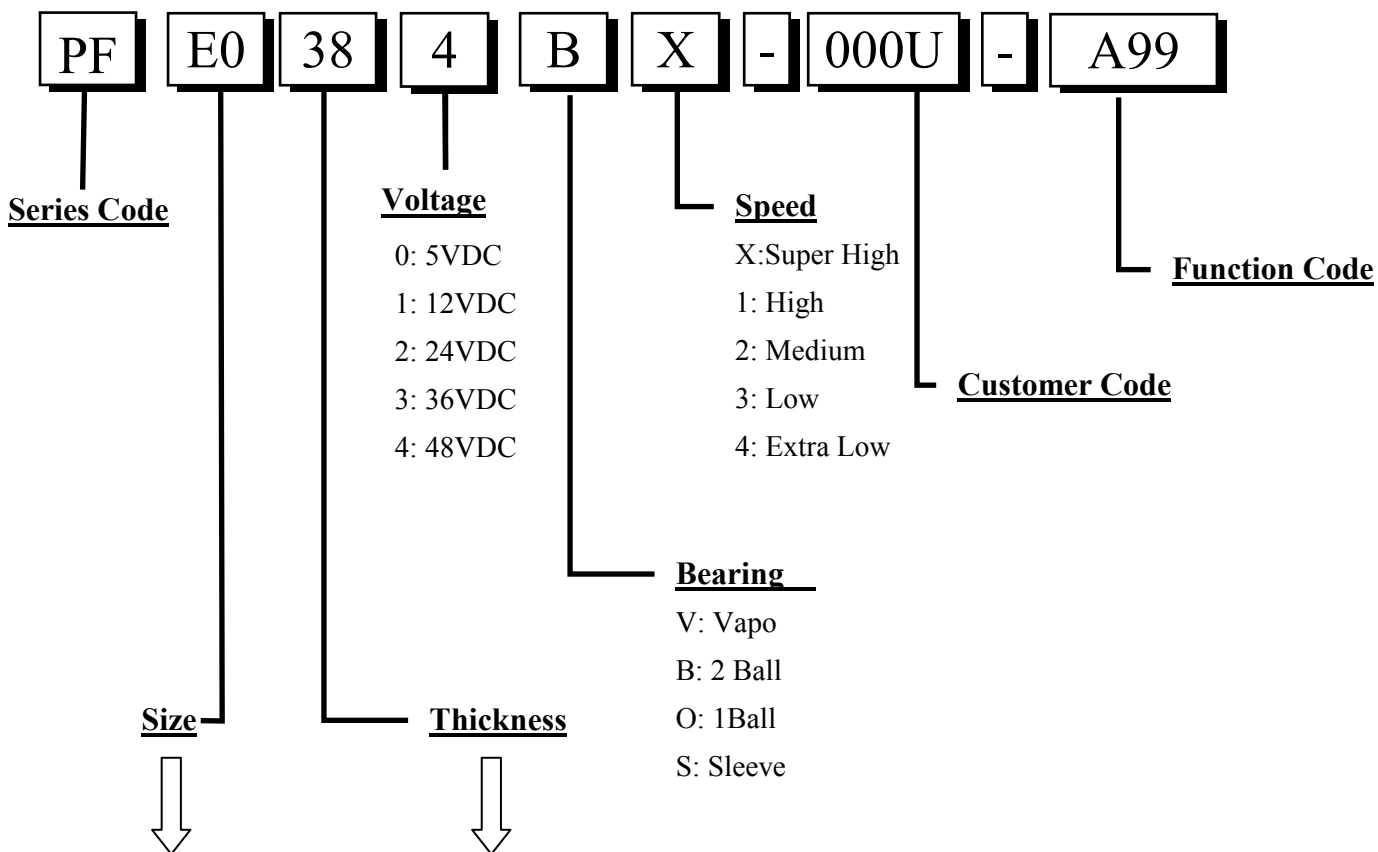 PF E0 38 4 B X - 000U - A99
Series Code
Voltage
0: 5VDC
1: 12VDC
2: 24VDC
3: 36VDC
4: 48VDC
Speed
X:Super High
1: High
2: Medium
3: Low
4: Extra Low
Function Code
Customer Code
Bearing
V: Vapo
B: 2 Ball
O: 1Ball
S: Sleeve
Size
Thickness